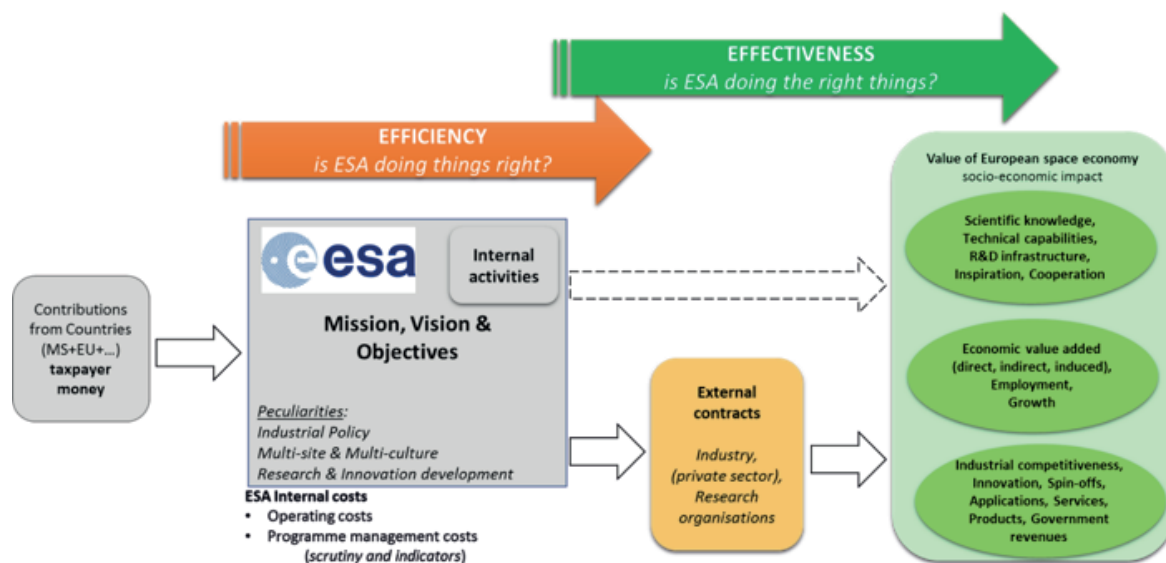 EFFECTIVENESS
is ESA doing the right things?
EFFICIENCY
is ESA doing things right?
Value of European space economy
socio-economic impact
Scientific knowledge,
Technical capabilities,
R&D infrastructure,
Inspiration, Cooperation
esa
Internal
activities
Mission, Vision &
Objectives
Contributions
from Countries
(MS+EU+...)
taxpayer
money
Economic value added
(direct, indirect, induced),
Employment,
Growth
Peculiarities:
Industrial Policy
Multi-site & Multi-culture
Research & Innovation development
External
contracts
Industry,
(private sector),
Research
organisations
Industrial competitiveness,
Innovation, Spin-offs,
Applications, Services,
Products, Government
revenues
ESA Internal costs
• Operating costs
• Programme management costs
(scrutiny and indicators)